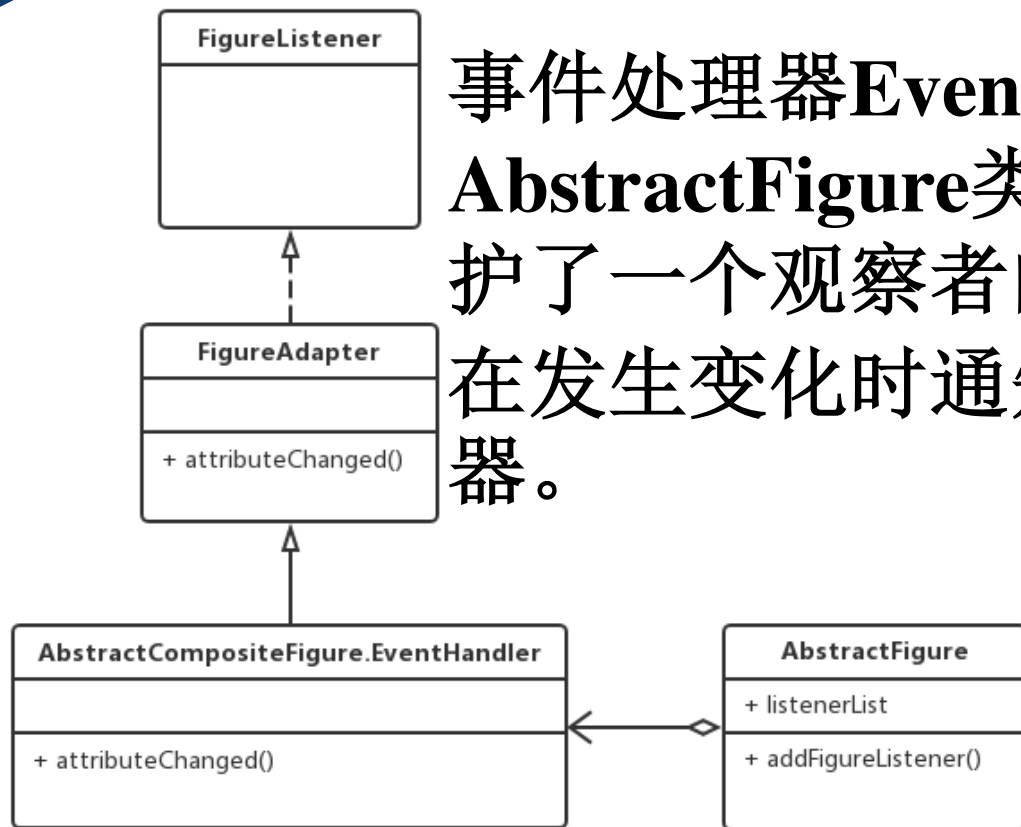 FigureListener
事件处理器Even
AbstractFigure类
护了一个观察者
在发生变化时通
器。
FigureAdapter
+ attributeChanged()
AbstractCompositeFigure.EventHandler
+ attributeChanged()
AbstractFigure
+ listenerList
+ addFigureListener()